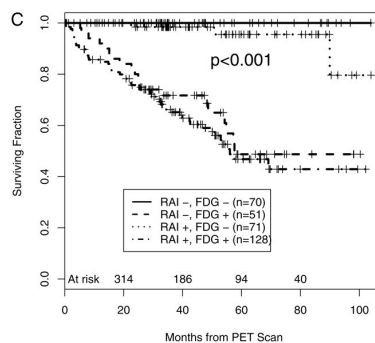 C
p<0.001
1.0
0.8
0.6
0.4
0.2
0.0
Surviving Fraction
RAI −, FDG − (n=70)
RAI −, FDG + (n=51)
RAI +, FDG − (n=71)
RAI +, FDG + (n=128)
At risk 314 186 94 40
0 20 40 60 80 100
Months from PET Scan